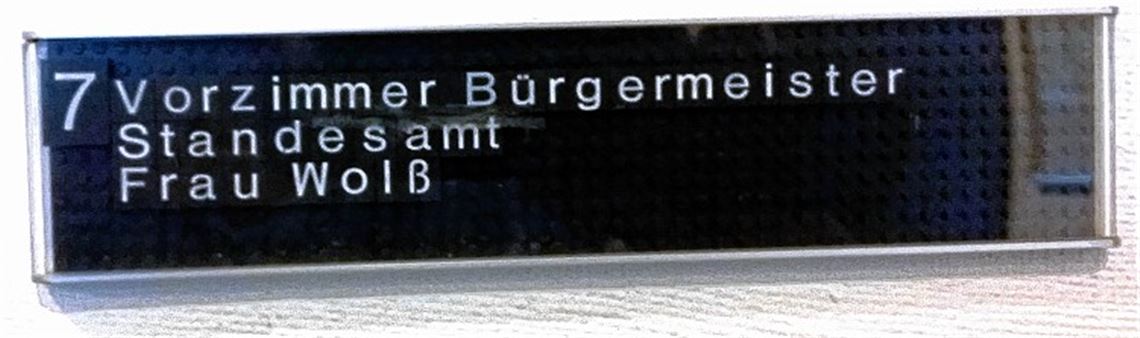 7 Vorzimmer Bürgermeister
Standesamt
Frau Wolß